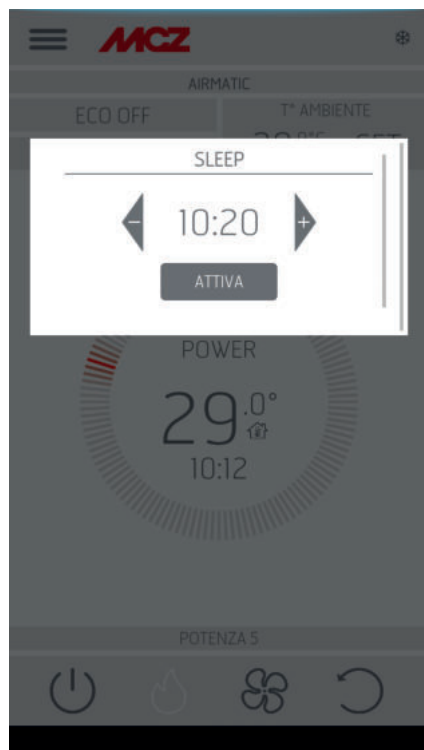 MCZ
AIRMATIC
ECO OFF
T° AMBIENTE
SLEEP
- 10:20 +
ATTIVA
POWER
29.0°
10:12
POTENZA 5